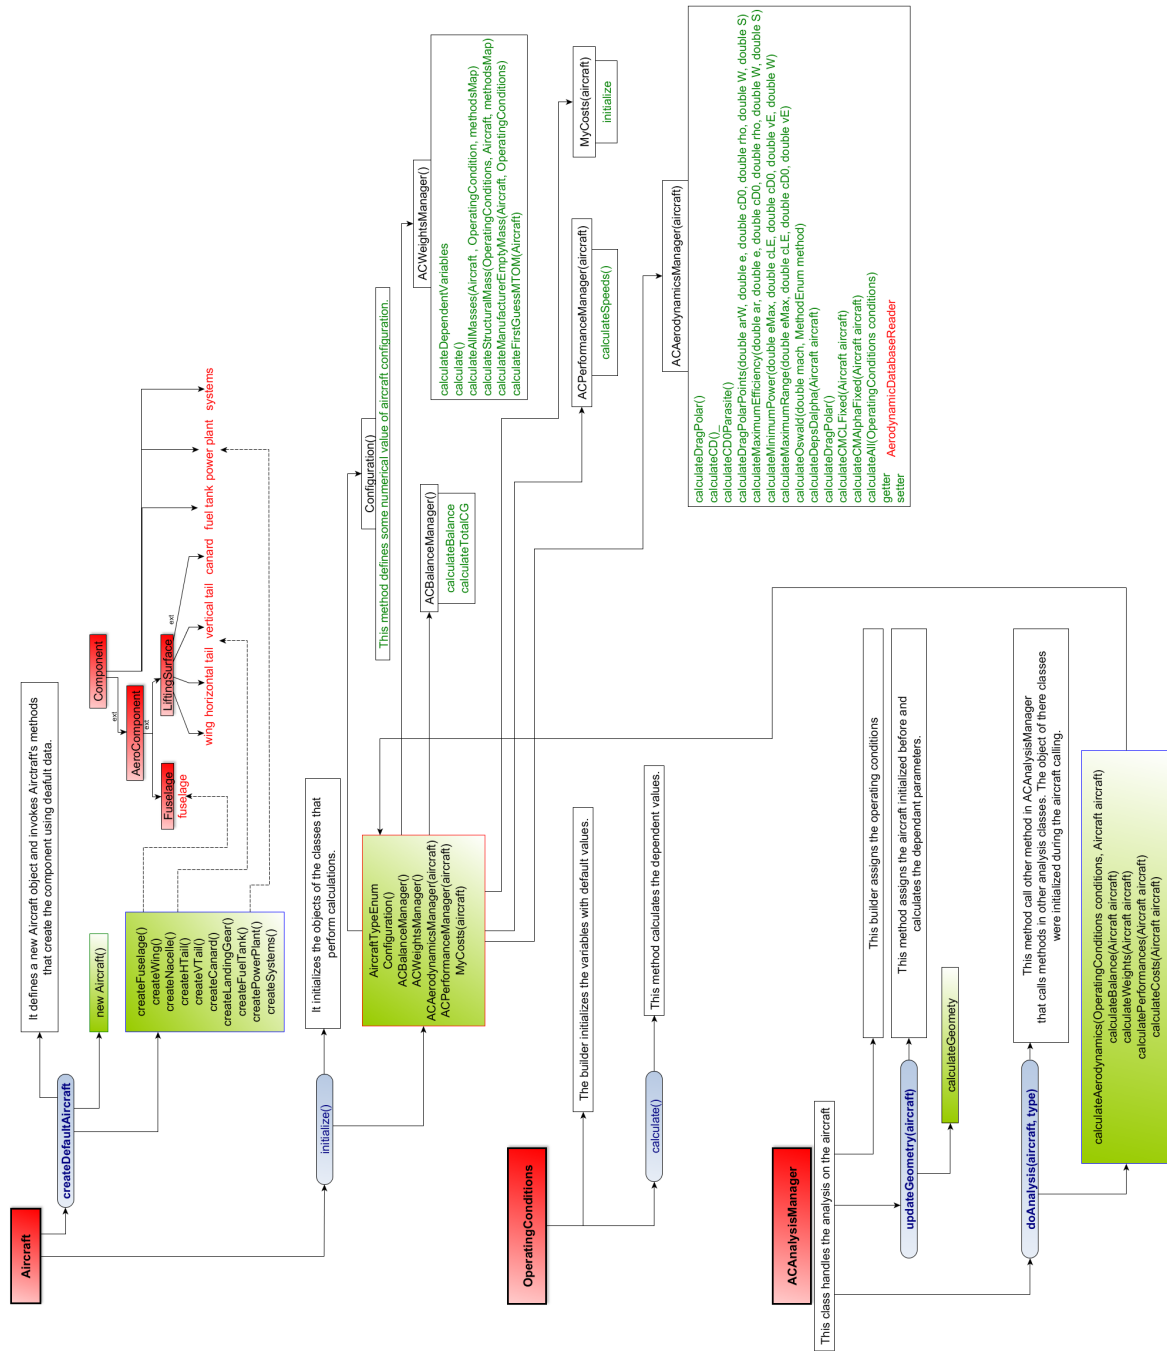 Aircraft
createDefaultAircraft
It defines a new Aircraft object and invokes Airctraft's methods
that create the component using deafult data.
new Aircraft()
createFuselage()
createWing()
createNacelle()
createHTail()
createVTail()
createCanard()
createLandingGear()
createFuelTank()
createPowerPlant()
createSystems()
Component
ext
AeroComponent
ext
Fuselage
fuselage
LiftingSurface
ext
wing
horizontal tail
vertical tail
canard
fuel tank
power plant
systems
initialize()
It initializes the objects of the classes that
perform calculations.
AircraftTypeEnum
Configuration()
ACBalanceManager()
ACWeightsManager()
ACAerodynamicsManager(aircraft)
ACPerformanceManager(aircraft)
MyCosts(aircraft)
Configuration()
This method defines some numerical value of aircraft configuration.
ACWeightsManager()
calculateDependentVariables
calculate()
calculateAllMasses(Aircraft , OperatingCondition, methodsMap)
calculateStructuralMass(OperatingConditions, Aircraft, methodsMap)
calculateManufacturerEmptyMass(Aircraft, OperatingConditions)
calculateFirstGuessMTOM(Aircraft)
ACBalanceManager()
calculateBalance
calculateTotalCG
MyCosts(aircraft)
initialize
ACPerformanceManager(aircraft)
calculateSpeeds()
ACAerodynamicsManager(aircraft)
calculateDragPolar()
calculateCD()_
calculateCD0Parasite()
calculateDragPolarPoints(double arW, double e, double cD0, double rho, double W, double S)
calculateMaximumEfficiency(double ar, double e, double cD0, double rho, double W, double S)
calculateMinimumPower(double eMax, double cLE, double cD0, double vE, double W)
calculateMaximumRange(double eMax, double cLE, double cD0, double vE)
calculateOswald(double mach, MethodEnum method)
calculateDepsDalpha(Aircraft aircraft)
calculateDragPolar()
calculateCMCLFixed(Aircraft aircraft)
calculateCMAlphaFixed(Aircraft aircraft)
calculateAll(OperatingConditions conditions)
getter AerodynamicDatabaseReader
setter
OperatingConditions
The builder initializes the variables with default values.
calculate()
This method calculates the dependent values.
ACAnalysisManager
This class handles the analysis on the aircraft
This builder assigns the operating conditions
updateGeometry(aircraft)
This method assigns the aircraft initialized before and
calculates the dependant parameters.
calculateGeometry
doAnalysis(aircraft, type)
This method call other method in ACAnalysisManager
that calls methods in other analysis classes. The object of there classes
were initialized during the aircraft calling.
calculateAerodynamics(OperatingConditions conditions, Aircraft aircraft)
calculateBalance(Aircraft aircraft)
calculateWeights(Aircraft aircraft)
calculatePerformances(Aircraft aircraft)
calculateCosts(Aircraft aircraft)